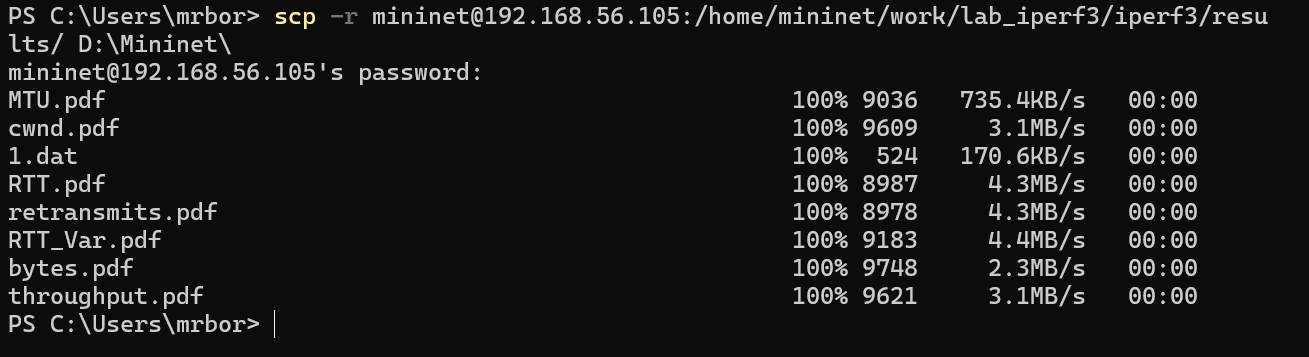 PS C:\Users\mrbor> scp -r mininet@192.168.56.105:/home/mininet/work/lab_iperf3/iperf3/resu
lts/ D:\Mininet\
mininet@192.168.56.105's password:
MTU.pdf 100% 9036 735.4KB/s 00:00
cwnd.pdf 100% 9609 3.1MB/s 00:00
1.dat 100% 524 170.6KB/s 00:00
RTT.pdf 100% 8987 4.3MB/s 00:00
retransmits.pdf 100% 8978 4.3MB/s 00:00
RTT_Var.pdf 100% 9183 4.4MB/s 00:00
bytes.pdf 100% 9748 2.3MB/s 00:00
throughput.pdf 100% 9621 3.1MB/s 00:00
PS C:\Users\mrbor>